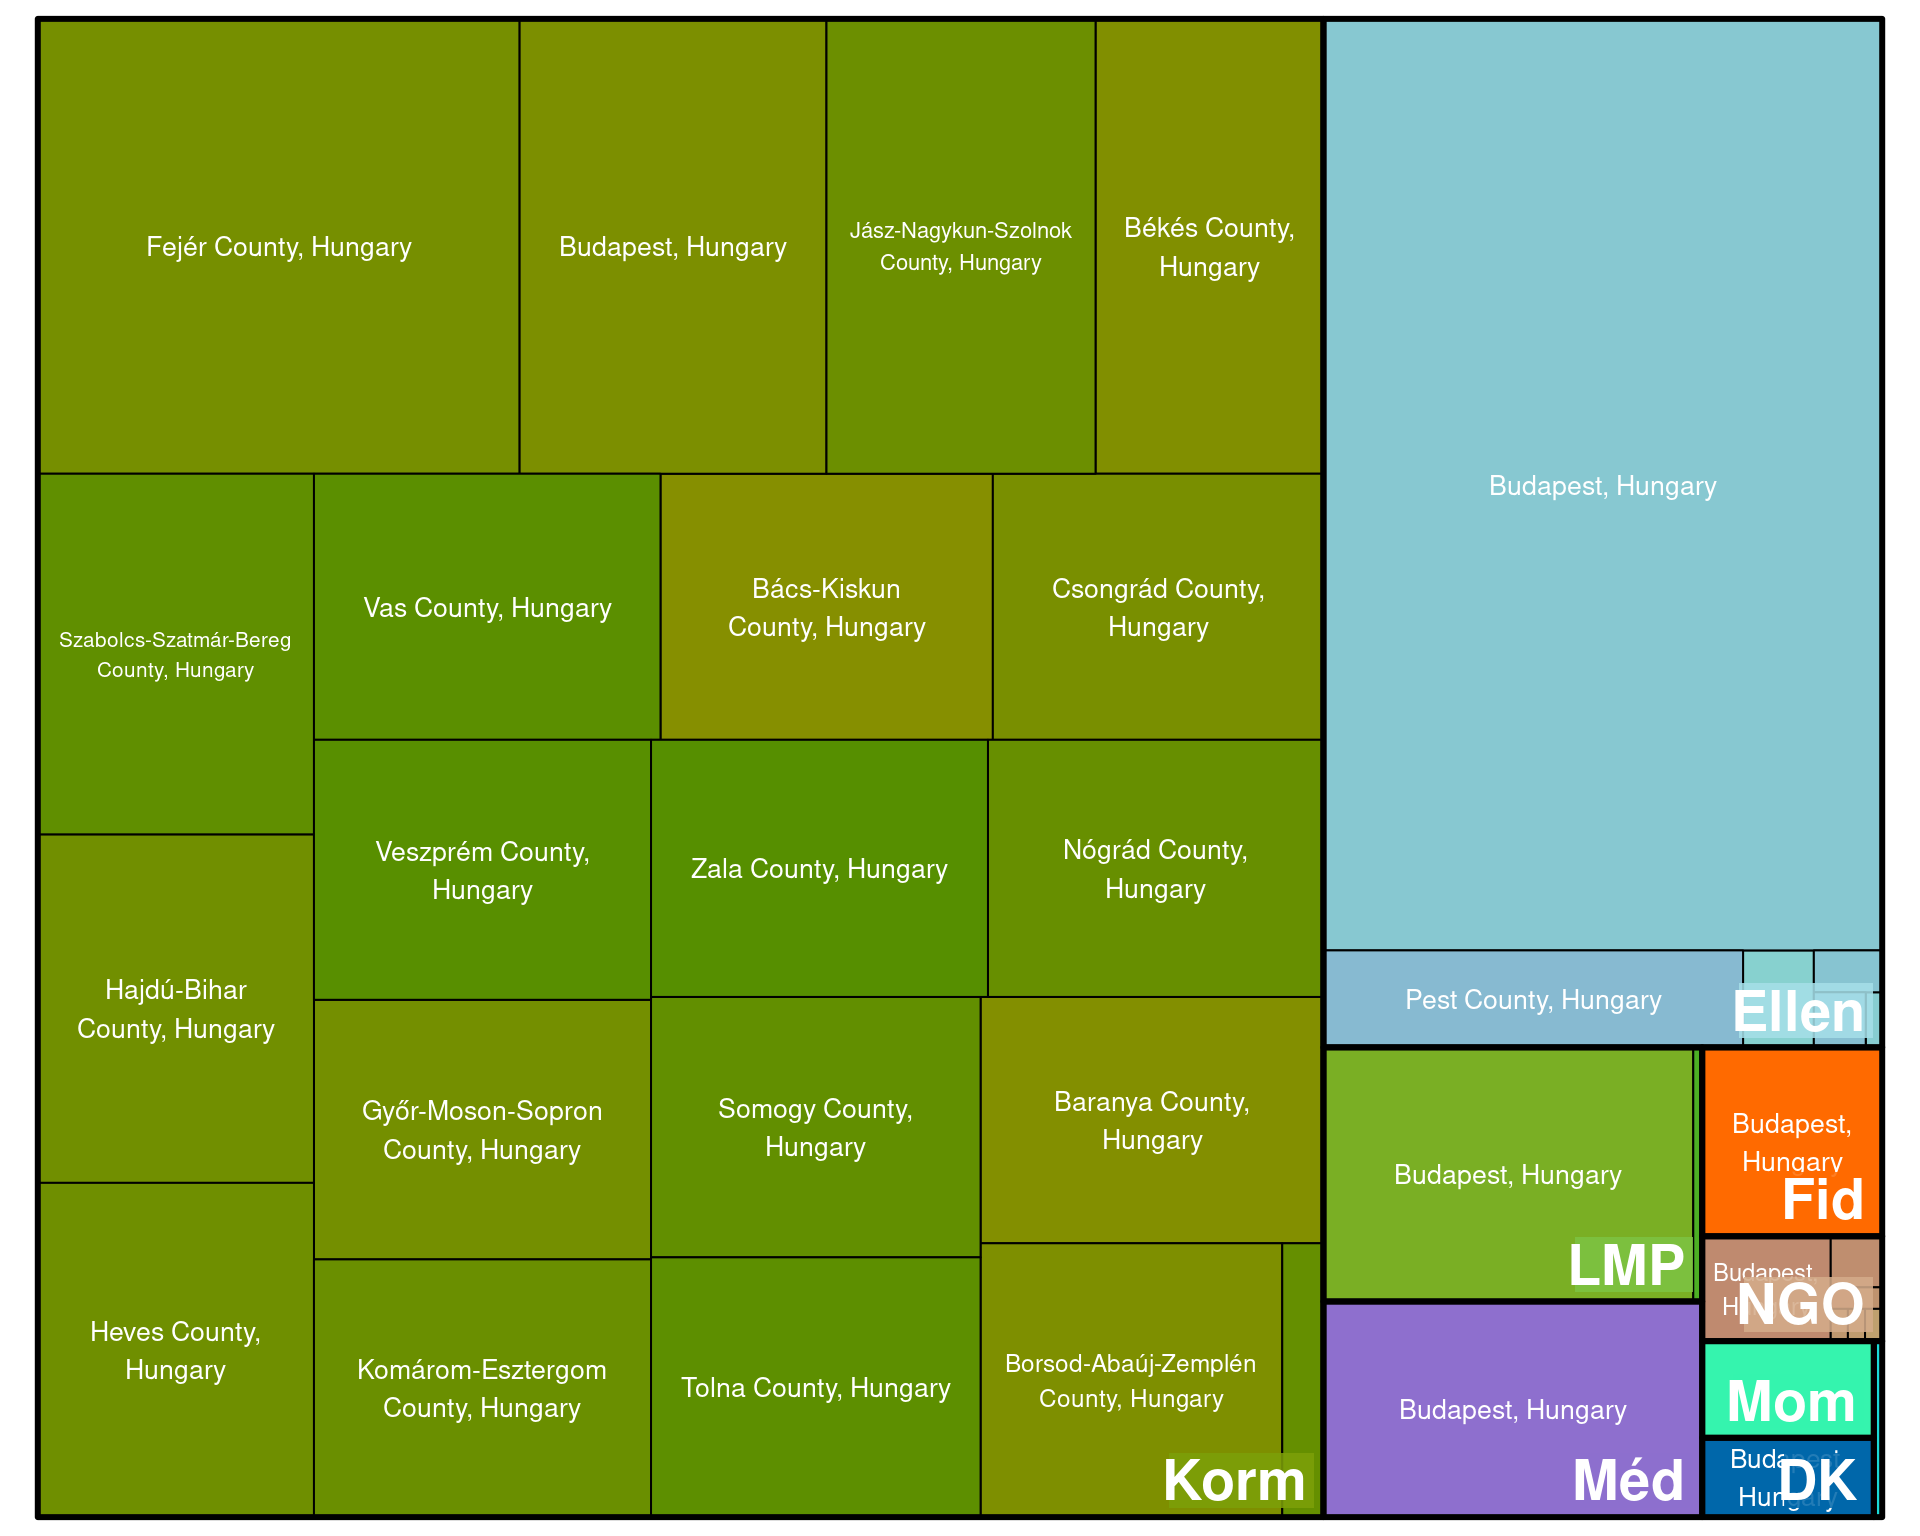 Fejér County, Hungary
Budapest, Hungary
Jász-Nagykun-Szolnok
County, Hungary
Békés County,
Hungary
Szabolcs-Szatmár-Bereg
County, Hungary
Vas County, Hungary
Bács-Kiskun
County, Hungary
Csongrád County,
Hungary
Hajdú-Bihar
County, Hungary
Veszprém County,
Hungary
Zala County, Hungary
Nógrád County,
Hungary
Győr-Moson-Sopron
County, Hungary
Somogy County,
Hungary
Baranya County,
Hungary
Heves County,
Hungary
Komárom-Esztergom
County, Hungary
Tolna County, Hungary
Borsod-Abaúj-Zemplén
County, Hungary
Korm
Budapest, Hungary
Pest County, Hungary
Ellen
Budapest, Hungary
LMP
Budapest, Hungary
Méd
Budapest,
Hungary
Fid
Budapest,
NGO
Mom
Budapest,
Hungary
DK